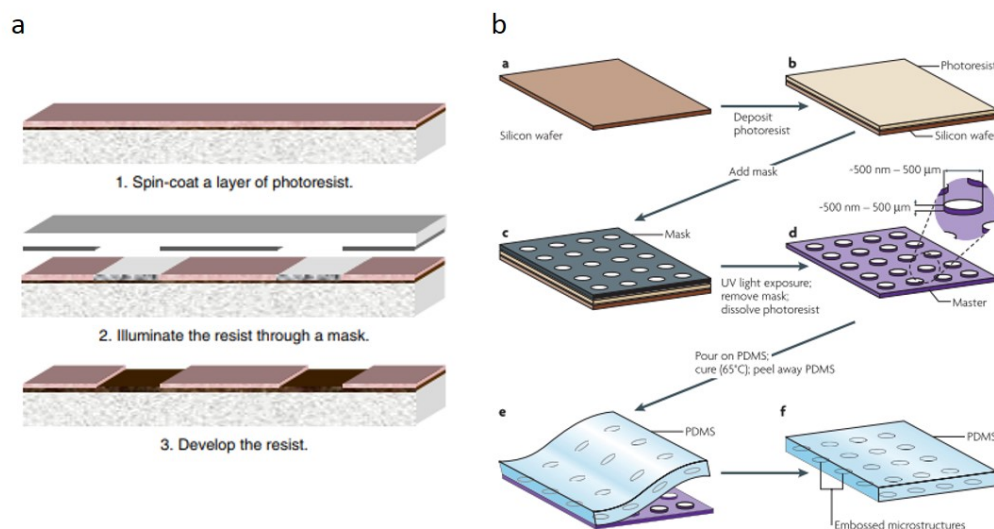 a
1. Spin-coat a layer of photoresist.
2. Illuminate the resist through a mask.
3. Develop the resist.
b
a
Silicon wafer
Deposit
photoresist
b
Photoresist
Silicon wafer
Add mask
-500 nm – 500 µm
-500 nm – 500 µm
c
Mask
UV light exposure;
remove mask;
dissolve photoresist
d
Master
Pour on PDMS;
cure (65°C); peel away PDMS
e
PDMS
f
PDMS
Embossed microstructures